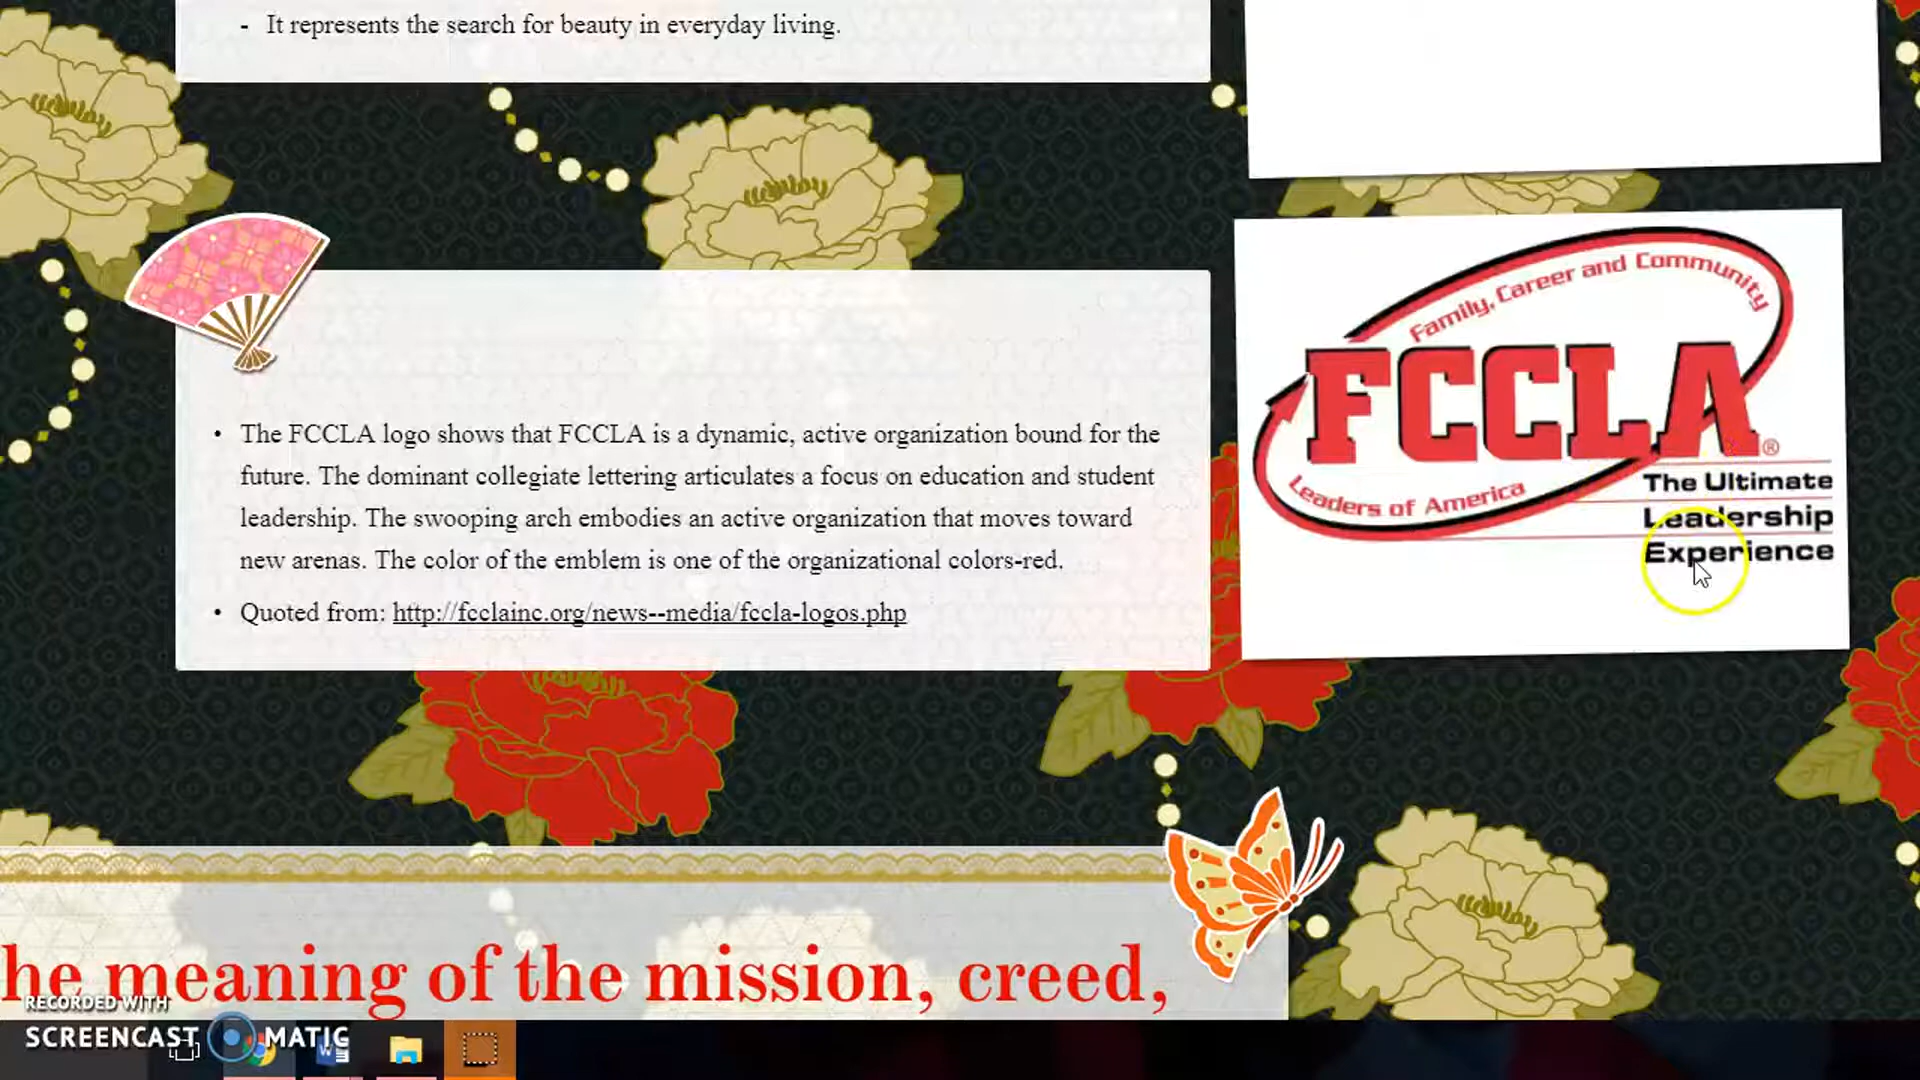 - It represents the search for beauty in everyday living.
Family, Career and Community
FCCLA®
Leaders of America
The Ultimate
Leadership
Experience
• The FCCLA logo shows that FCCLA is a dynamic, active organization bound for the
future. The dominant collegiate lettering articulates a focus on education and student
leadership. The swooping arch embodies an active organization that moves toward
new arenas. The color of the emblem is one of the organizational colors-red.
• Quoted from: http://fcclainc.org/news--media/fccla-logos.php
he meaning of the mission, creed,
RECORDED WITH
SCREENCAST MATIC
W